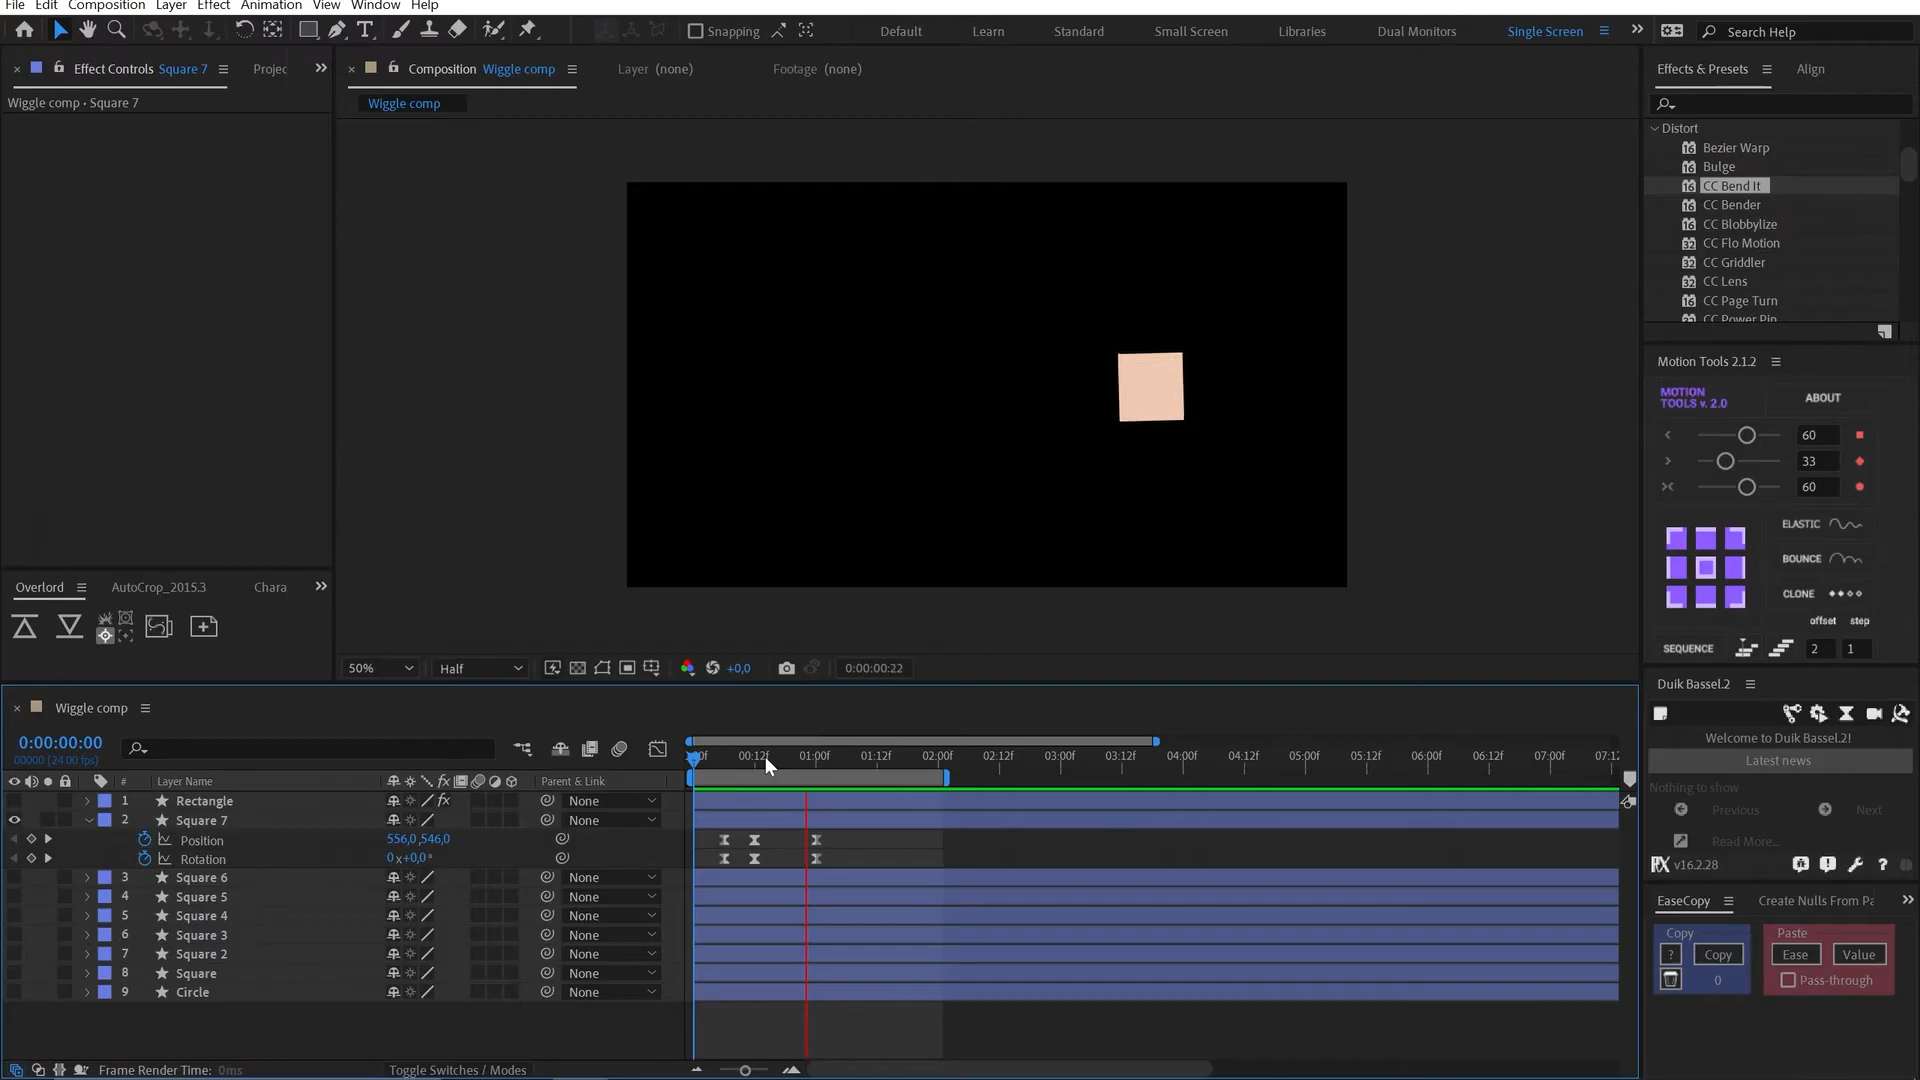 File Edit Composition Layer Effect Animation View Window Help
Snapping Default Learn Standard Small Screen Libraries Dual Monitors Single Screen Search Help
Effect Controls Square 7 Projec
Wiggle comp • Square 7
Composition Wiggle comp Layer (none) Footage (none)
Wiggle comp
Effects & Presets Align
Distort
Bezier Warp
Bulge
CC Bend It
CC Bender
CC Blobbylize
CC Flo Motion
CC Griddler
CC Lens
CC Page Turn
CC Power Pin
Motion Tools 2.1.2
MOTION
TOOLS v. 2.0
ABOUT
60
33
60
ELASTIC
BOUNCE
CLONE
offset step
SEQUENCE 2 1
Overlord AutoCrop_2015.3 Chara
50% Half +0,0 0:00:00:22
Duik Bassel.2
Welcome to Duik Bassel.2!
Latest news
Nothing to show
Previous Next
Read More...
v16.2.28 ?
EaseCopy Create Nulls From Pa
Copy Paste
? Copy Ease Value
0 Pass-through
Wiggle comp
0:00:00:00
00000 (24.00 fps)
00:12f 01:00f 01:12f 02:00f 02:12f 03:00f 03:12f 04:00f 04:12f 05:00f 05:12f 06:00f 06:12f 07:00f 07:12
# Layer Name fx Parent & Link
1 Rectangle fx None
2 Square 7 None
Position 556,0,546,0
Rotation 0x+0,0°
3 Square 6 None
4 Square 5 None
5 Square 4 None
6 Square 3 None
7 Square 2 None
8 Square None
9 Circle None
Frame Render Time: 0ms Toggle Switches / Modes